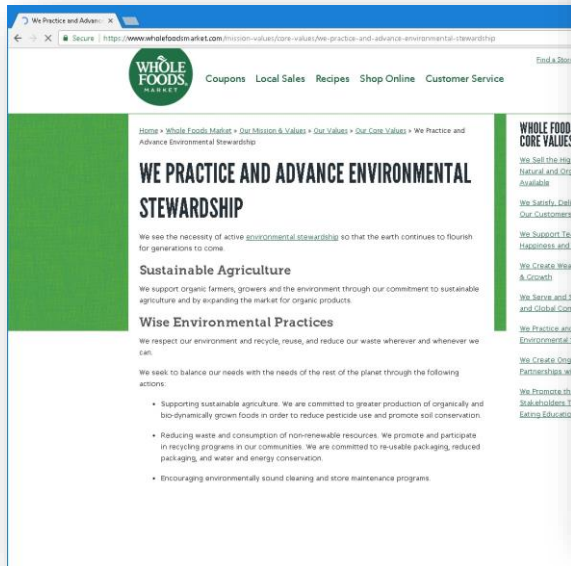 We Practice and Advanc
Secure https://www.wholefoodsmarket.com/mission-values/core-values/we-practice-and-advance-environmental-stewardship
Find a Stor
WHOLE
FOODS
MARKET
Coupons Local Sales Recipes Shop Online Customer Service
Home » Whole Foods Market » Our Mission & Values » Our Values » Our Core Values » We Practice and
Advance Environmental Stewardship
WE PRACTICE AND ADVANCE ENVIRONMENTAL
STEWARDSHIP
We see the necessity of active environmental stewardship so that the earth continues to flourish
for generations to come.
Sustainable Agriculture
We support organic farmers, growers and the environment through our commitment to sustainable
agriculture and by expanding the market for organic products.
Wise Environmental Practices
We respect our environment and recycle, reuse, and reduce our waste wherever and whenever we
can.
We seek to balance our needs with the needs of the rest of the planet through the following
actions:
• Supporting sustainable agriculture. We are committed to greater production of organically and
bio-dynamically grown foods in order to reduce pesticide use and promote soil conservation.
• Reducing waste and consumption of non-renewable resources. We promote and participate
in recycling programs in our communities. We are committed to re-usable packaging, reduced
packaging, and water and energy conservation.
• Encouraging environmentally sound cleaning and store maintenance programs.
WHOLE FOOD
CORE VALUES
We Sell the Hig
Natural and Org
Available
We Satisfy, Deli
Our Customers
We Support Tea
Happiness and
We Create Wea
& Growth
We Serve and S
and Global Com
We Practice and
Environmental S
We Create Ong
Partnerships wi
We Promote th
Stakeholders T
Eating Educatio